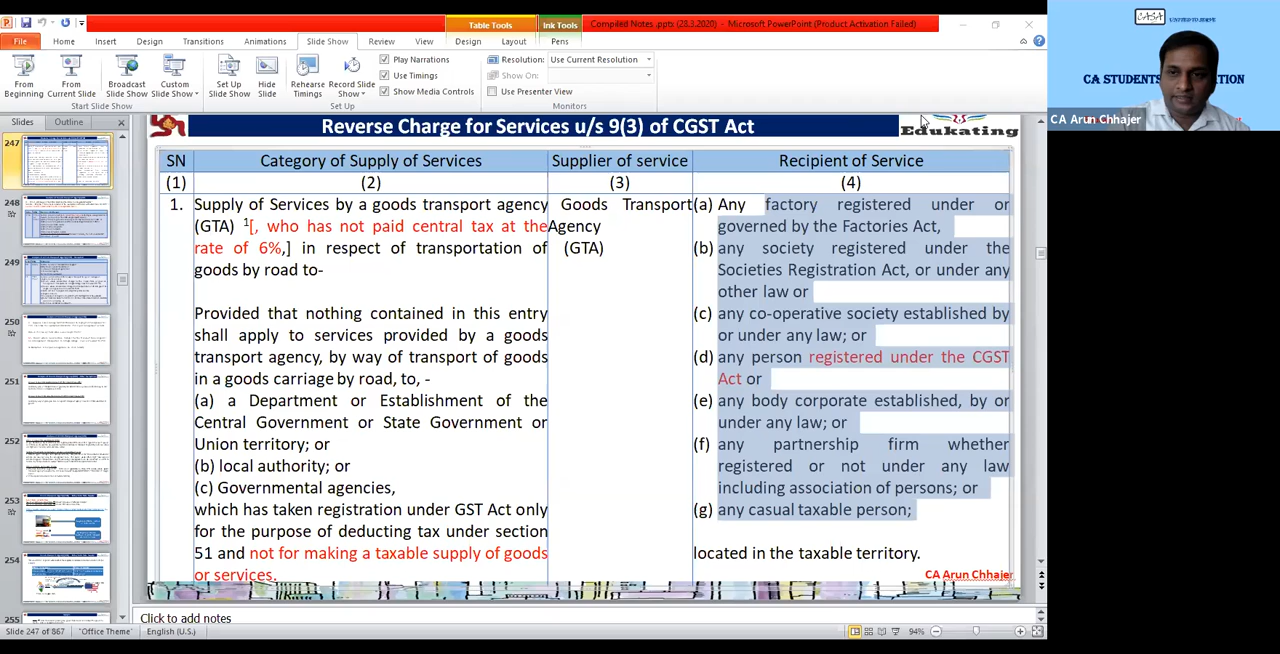 Table Tools
Ink Tools
Compiled Notes .pptx (28.3.2020) - Microsoft PowerPoint (Product Activation Failed)
File
Home
Insert
Design
Transitions
Animations
Slide Show
Review
View
Design
Layout
Pens
From Beginning
From Current Slide
Broadcast Slide Show
Custom Slide Show
Set Up Slide Show
Hide Slide
Rehearse Timings
Record Slide Show
Play Narrations
Use Timings
Show Media Controls
Resolution:
Use Current Resolution
Show On:
Use Presenter View
Start Slide Show
Set Up
Monitors
Slides
Outline
247
248
249
250
251
252
253
254
255
Reverse Charge for Services u/s 9(3) of CGST Act
Edukating
SN
Category of Supply of Services
Supplier of service
Recipient of Service
(1)
(2)
(3)
(4)
1.
Supply of Services by a goods transport agency
(GTA) 1[, who has not paid central tax at the
rate of 6%,] in respect of transportation of
goods by road to-
Provided that nothing contained in this entry
shall apply to services provided by a goods
transport agency, by way of transport of goods
in a goods carriage by road, to, -
(a) a Department or Establishment of the
Central Government or State Government or
Union territory; or
(b) local authority; or
(c) Governmental agencies,
which has taken registration under GST Act only
for the purpose of deducting tax under section
51 and not for making a taxable supply of goods
or services.
Goods Transport
Agency
(GTA)
(a) Any factory registered under or
governed by the Factories Act,
(b) any society registered under the
Societies Registration Act, or under any
other law or
(c) any co-operative society established by
or under any law; or
(d) any person registered under the CGST
Act or
(e) any body corporate established, by or
under any law; or
(f) any partnership firm whether
registered or not under any law
including association of persons; or
(g) any casual taxable person;
located in the taxable territory.
CA Arun Chhajer
Click to add notes
Slide 247 of 867
"Office Theme"
English (U.S.)
94%
CASA
CA STUDENTS
TION
CA Arun Chhajer